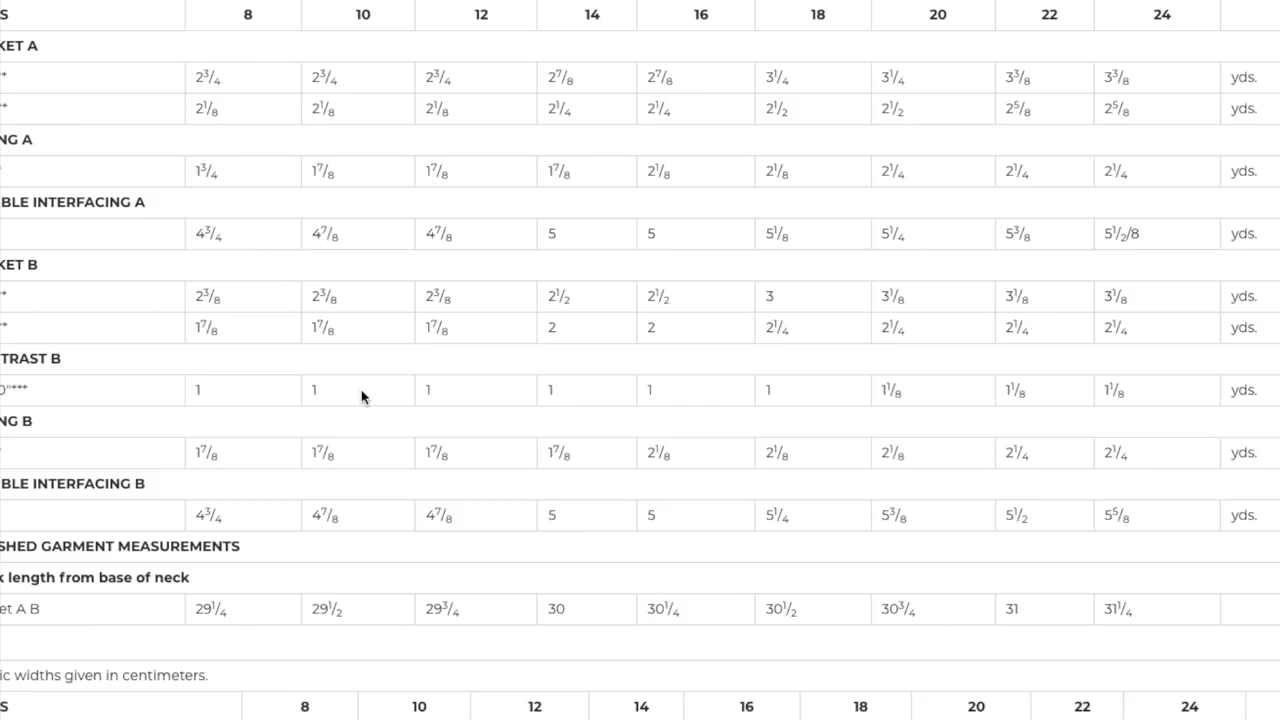 S 8 10 12 14 16 18 20 22 24
KET A
** 2³/₄ 2³/₄ 2³/₄ 2⁷/₈ 2⁷/₈ 3¹/₄ 3¹/₄ 3³/₈ 3³/₈ yds.
** 2¹/₈ 2¹/₈ 2¹/₈ 2¹/₄ 2¹/₄ 2¹/₂ 2¹/₂ 2⁵/₈ 2⁵/₈ yds.
NG A
* 1³/₄ 1⁷/₈ 1⁷/₈ 1⁷/₈ 2¹/₈ 2¹/₈ 2¹/₄ 2¹/₄ 2¹/₄ yds.
BLE INTERFACING A
4³/₄ 4⁷/₈ 4⁷/₈ 5 5 5¹/₈ 5¹/₄ 5³/₈ 5¹/₂/8 yds.
KET B
** 2³/₈ 2³/₈ 2³/₈ 2¹/₂ 2¹/₂ 3 3¹/₈ 3¹/₈ 3¹/₈ yds.
** 1⁷/₈ 1⁷/₈ 1⁷/₈ 2 2 2¹/₄ 2¹/₄ 2¹/₄ 2¹/₄ yds.
TRAST B
0"*** 1 1 1 1 1 1 1¹/₈ 1¹/₈ 1¹/₈ yds.
NG B
* 1⁷/₈ 1⁷/₈ 1⁷/₈ 1⁷/₈ 2¹/₈ 2¹/₈ 2¹/₈ 2¹/₄ 2¹/₄ yds.
BLE INTERFACING B
4³/₄ 4⁷/₈ 4⁷/₈ 5 5 5¹/₄ 5³/₈ 5¹/₂ 5⁵/₈ yds.
SHED GARMENT MEASUREMENTS
k length from base of neck
et A B 29¹/₄ 29¹/₂ 29³/₄ 30 30¹/₄ 30¹/₂ 30³/₄ 31 31¹/₄
ic widths given in centimeters.
S 8 10 12 14 16 18 20 22 24